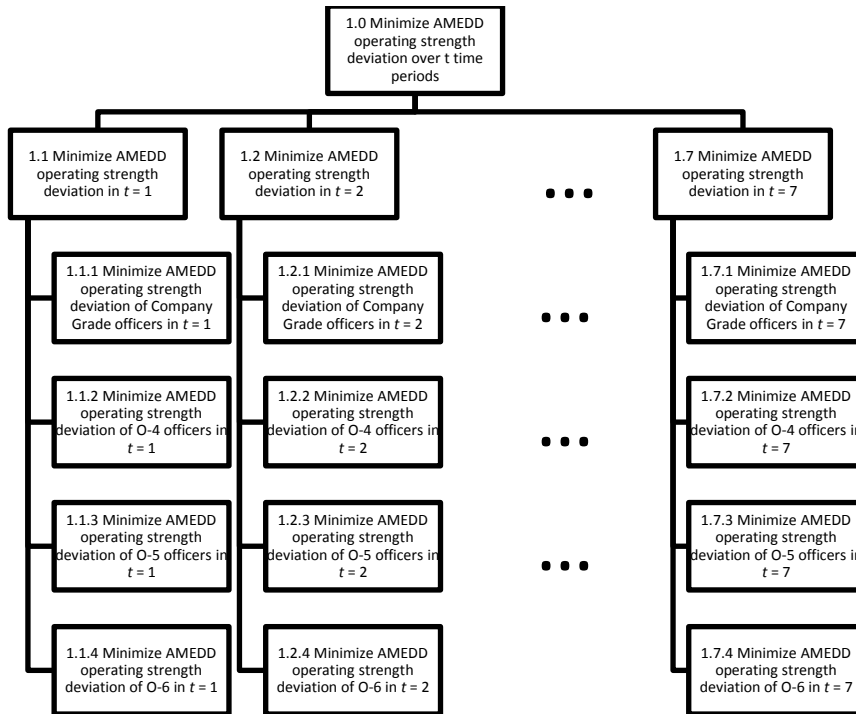 1.0 Minimize AMEDD
operating strength
deviation over t time
periods
1.1 Minimize AMEDD
operating strength
deviation in t = 1
1.2 Minimize AMEDD
operating strength
deviation in t = 2
...
1.7 Minimize AMEDD
operating strength
deviation in t = 7
1.1.1 Minimize AMEDD
operating strength
deviation of Company
Grade officers in t = 1
1.2.1 Minimize AMEDD
operating strength
deviation of Company
Grade officers in t = 2
...
1.7.1 Minimize AMEDD
operating strength
deviation of Company
Grade officers in t = 7
1.1.2 Minimize AMEDD
operating strength
deviation of O-4 officers in
t = 1
1.2.2 Minimize AMEDD
operating strength
deviation of O-4 officers in
t = 2
...
1.7.2 Minimize AMEDD
operating strength
deviation of O-4 officers in
t = 7
1.1.3 Minimize AMEDD
operating strength
deviation of O-5 officers in
t = 1
1.2.3 Minimize AMEDD
operating strength
deviation of O-5 officers in
t = 2
...
1.7.3 Minimize AMEDD
operating strength
deviation of O-5 officers in
t = 7
1.1.4 Minimize AMEDD
operating strength
deviation of O-6 in t = 1
1.2.4 Minimize AMEDD
operating strength
deviation of O-6 in t = 2
1.7.4 Minimize AMEDD
operating strength
deviation of O-6 in t = 7